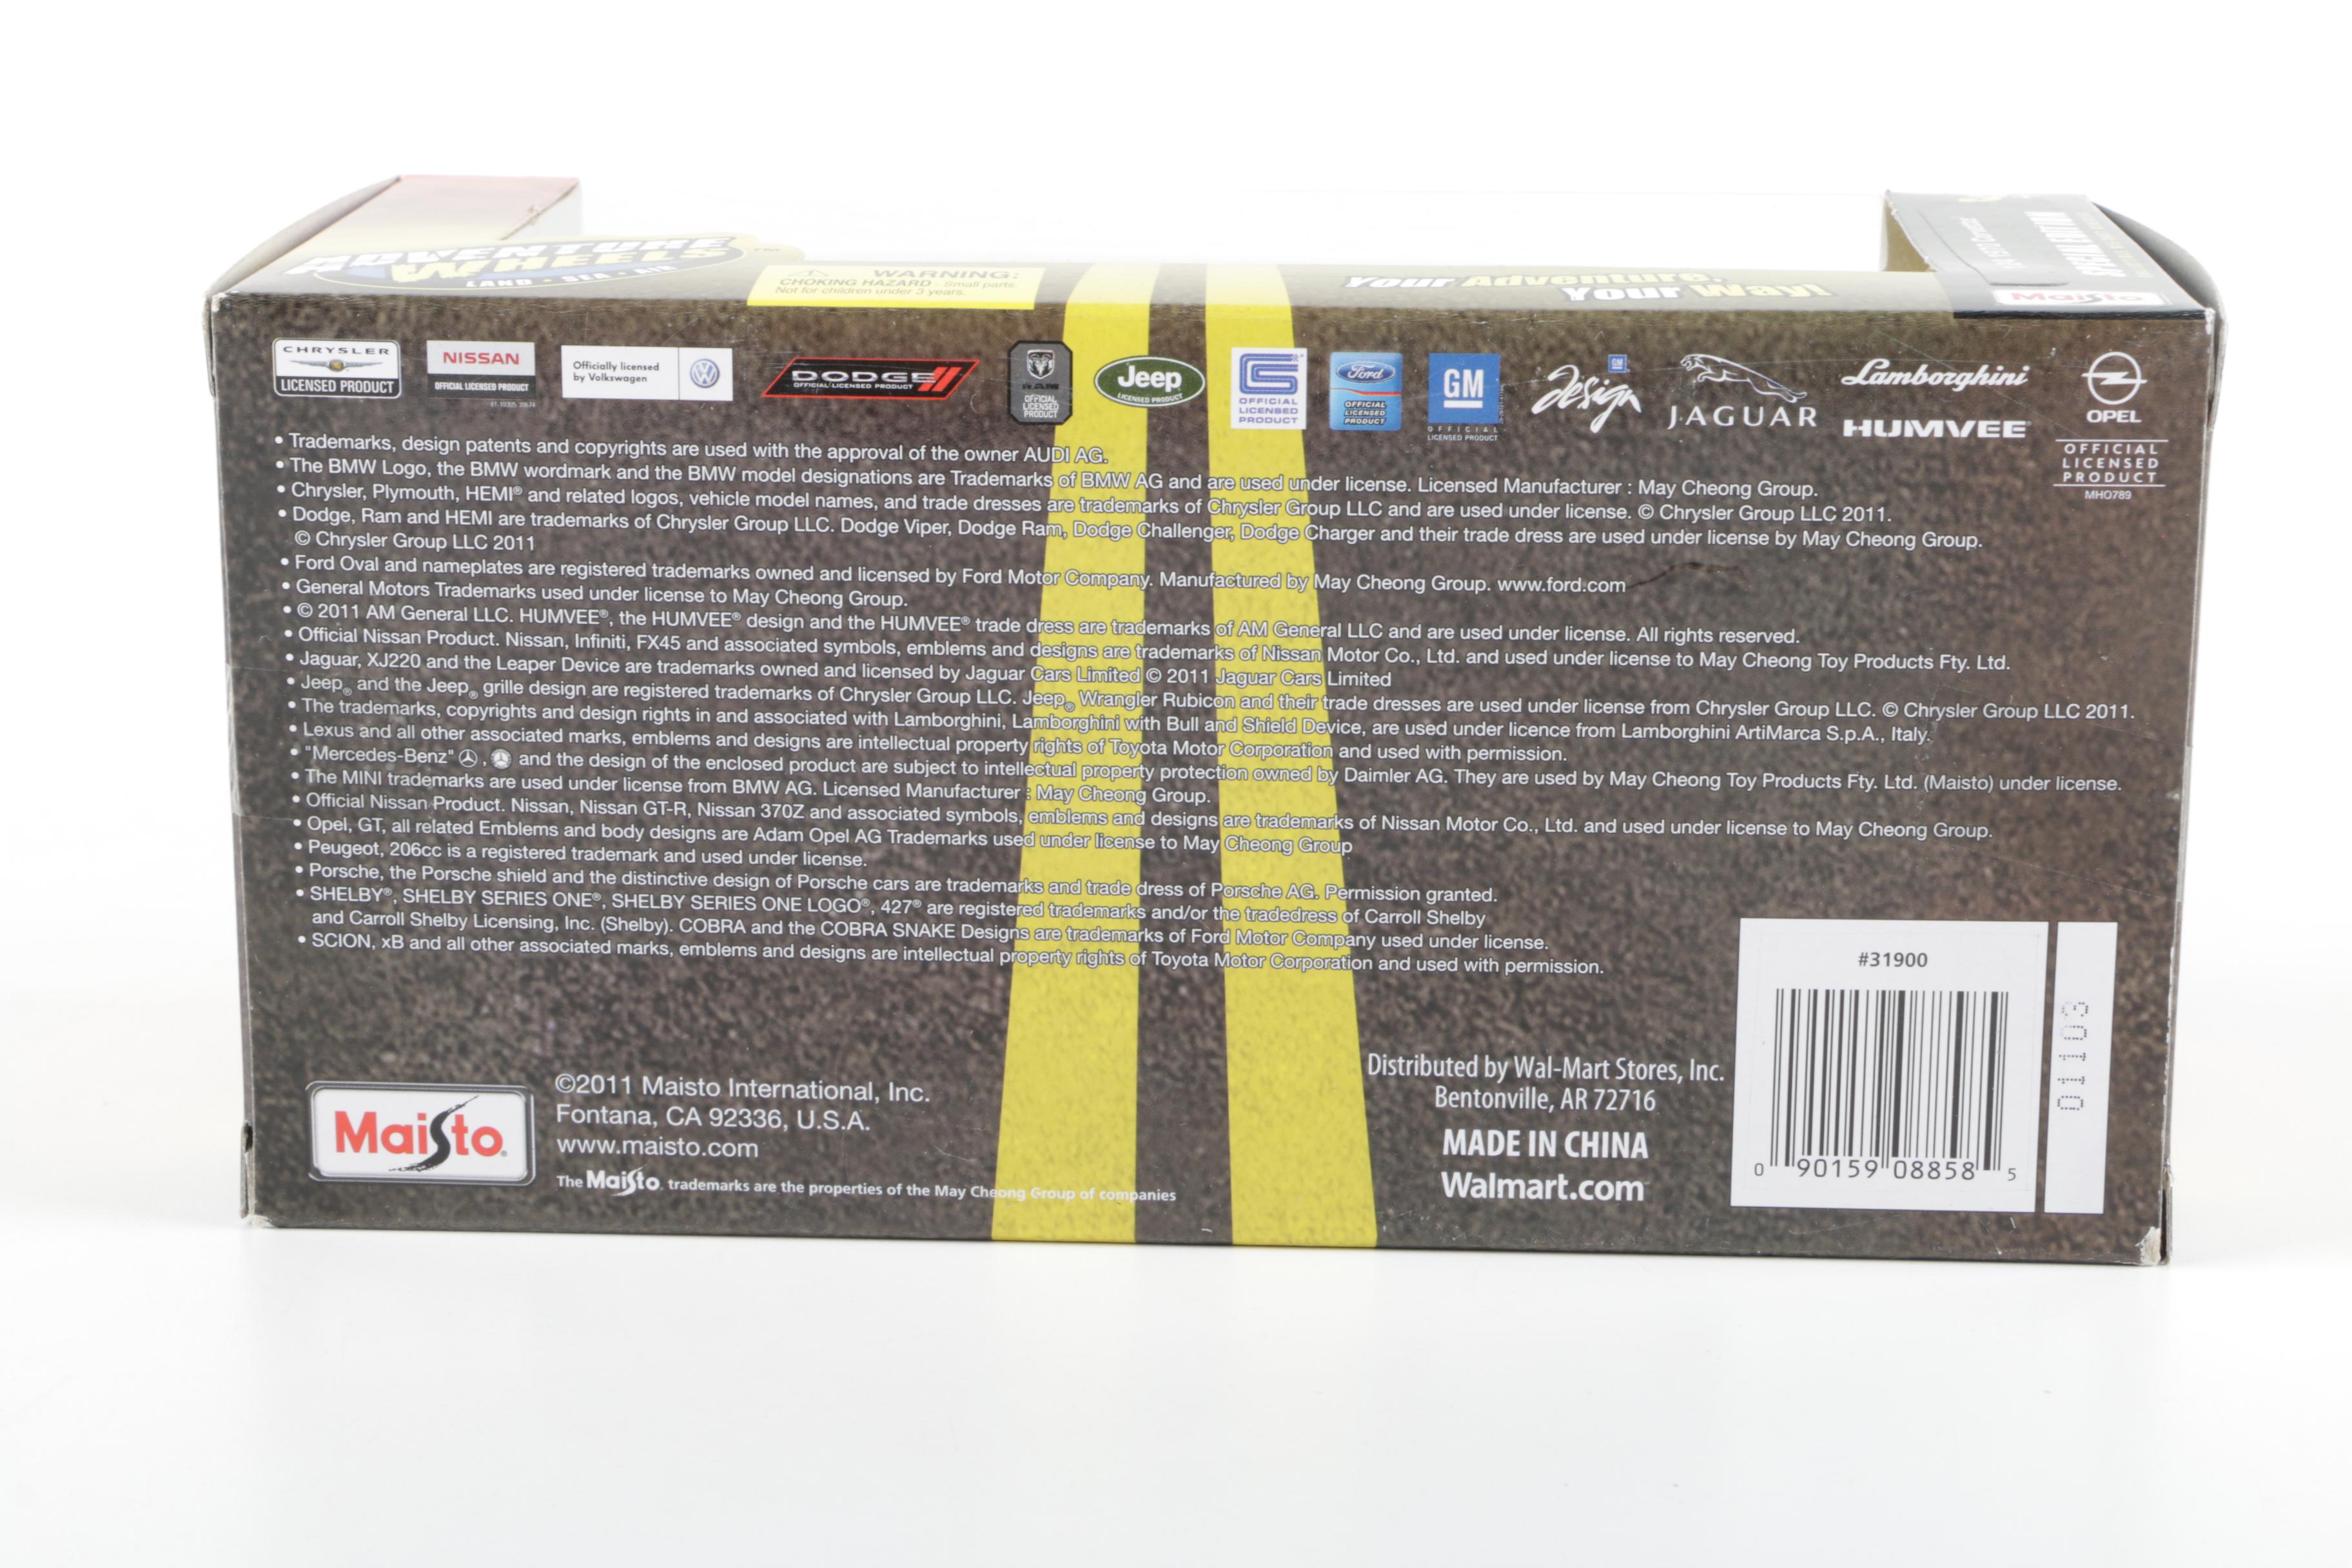 ADVENTURE
WHEELS™
LAND · SEA · AIR
WARNING:
CHOKING HAZARD - Small parts.
Not for children under 3 years.
Your Adventure,
Your Way!
1970 Corvette
SPECIAL EDITION
Maisto
CHRYSLER
LICENSED PRODUCT
NISSAN
OFFICIAL LICENSED PRODUCT
Officially licensed
by Volkswagen
DODGE
OFFICIAL LICENSED PRODUCT
RAM
OFFICIAL
LICENSED
PRODUCT
Jeep
LICENSED PRODUCT
OFFICIAL
LICENSED
PRODUCT
Ford
OFFICIAL
LICENSED
PRODUCT
GM
OFFICIAL
LICENSED PRODUCT
GM
Design
JAGUAR
Lamborghini
HUMVEE
OPEL
OFFICIAL
LICENSED
PRODUCT
MHO789
• Trademarks, design patents and copyrights are used with the approval of the owner AUDI AG.
• The BMW Logo, the BMW wordmark and the BMW model designations are Trademarks of BMW AG and are used under license. Licensed Manufacturer : May Cheong Group.
• Chrysler, Plymouth, HEMI® and related logos, vehicle model names, and trade dresses are trademarks of Chrysler Group LLC and are used under license. © Chrysler Group LLC 2011.
• Dodge, Ram and HEMI are trademarks of Chrysler Group LLC. Dodge Viper, Dodge Ram, Dodge Challenger, Dodge Charger and their trade dress are used under license by May Cheong Group.
© Chrysler Group LLC 2011
• Ford Oval and nameplates are registered trademarks owned and licensed by Ford Motor Company. Manufactured by May Cheong Group. www.ford.com
• General Motors Trademarks used under license to May Cheong Group.
• © 2011 AM General LLC. HUMVEE®, the HUMVEE® design and the HUMVEE® trade dress are trademarks of AM General LLC and are used under license. All rights reserved.
• Official Nissan Product. Nissan, Infiniti, FX45 and associated symbols, emblems and designs are trademarks of Nissan Motor Co., Ltd. and used under license to May Cheong Toy Products Fty. Ltd.
• Jaguar, XJ220 and the Leaper Device are trademarks owned and licensed by Jaguar Cars Limited © 2011 Jaguar Cars Limited
• Jeep® and the Jeep® grille design are registered trademarks of Chrysler Group LLC. Jeep® Wrangler Rubicon and their trade dresses are used under license from Chrysler Group LLC. © Chrysler Group LLC 2011.
• The trademarks, copyrights and design rights in and associated with Lamborghini, Lamborghini with Bull and Shield Device, are used under licence from Lamborghini ArtiMarca S.p.A., Italy.
• Lexus and all other associated marks, emblems and designs are intellectual property rights of Toyota Motor Corporation and used with permission.
• "Mercedes-Benz" , and the design of the enclosed product are subject to intellectual property protection owned by Daimler AG. They are used by May Cheong Toy Products Fty. Ltd. (Maisto) under license.
• The MINI trademarks are used under license from BMW AG. Licensed Manufacturer : May Cheong Group.
• Official Nissan Product. Nissan, Nissan GT-R, Nissan 370Z and associated symbols, emblems and designs are trademarks of Nissan Motor Co., Ltd. and used under license to May Cheong Group.
• Opel, GT, all related Emblems and body designs are Adam Opel AG Trademarks used under license to May Cheong Group
• Peugeot, 206cc is a registered trademark and used under license.
• Porsche, the Porsche shield and the distinctive design of Porsche cars are trademarks and trade dress of Porsche AG. Permission granted.
• SHELBY®, SHELBY SERIES ONE®, SHELBY SERIES ONE LOGO®, 427® are registered trademarks and/or the tradedress of Carroll Shelby
and Carroll Shelby Licensing, Inc. (Shelby). COBRA and the COBRA SNAKE Designs are trademarks of Ford Motor Company used under license.
• SCION, xB and all other associated marks, emblems and designs are intellectual property rights of Toyota Motor Corporation and used with permission.
Maisto®
©2011 Maisto International, Inc.
Fontana, CA 92336, U.S.A.
www.maisto.com
The Maisto® trademarks are the properties of the May Cheong Group of companies
Distributed by Wal-Mart Stores, Inc.
Bentonville, AR 72716
MADE IN CHINA
Walmart.com
#31900
0 90159 08858 5
01103